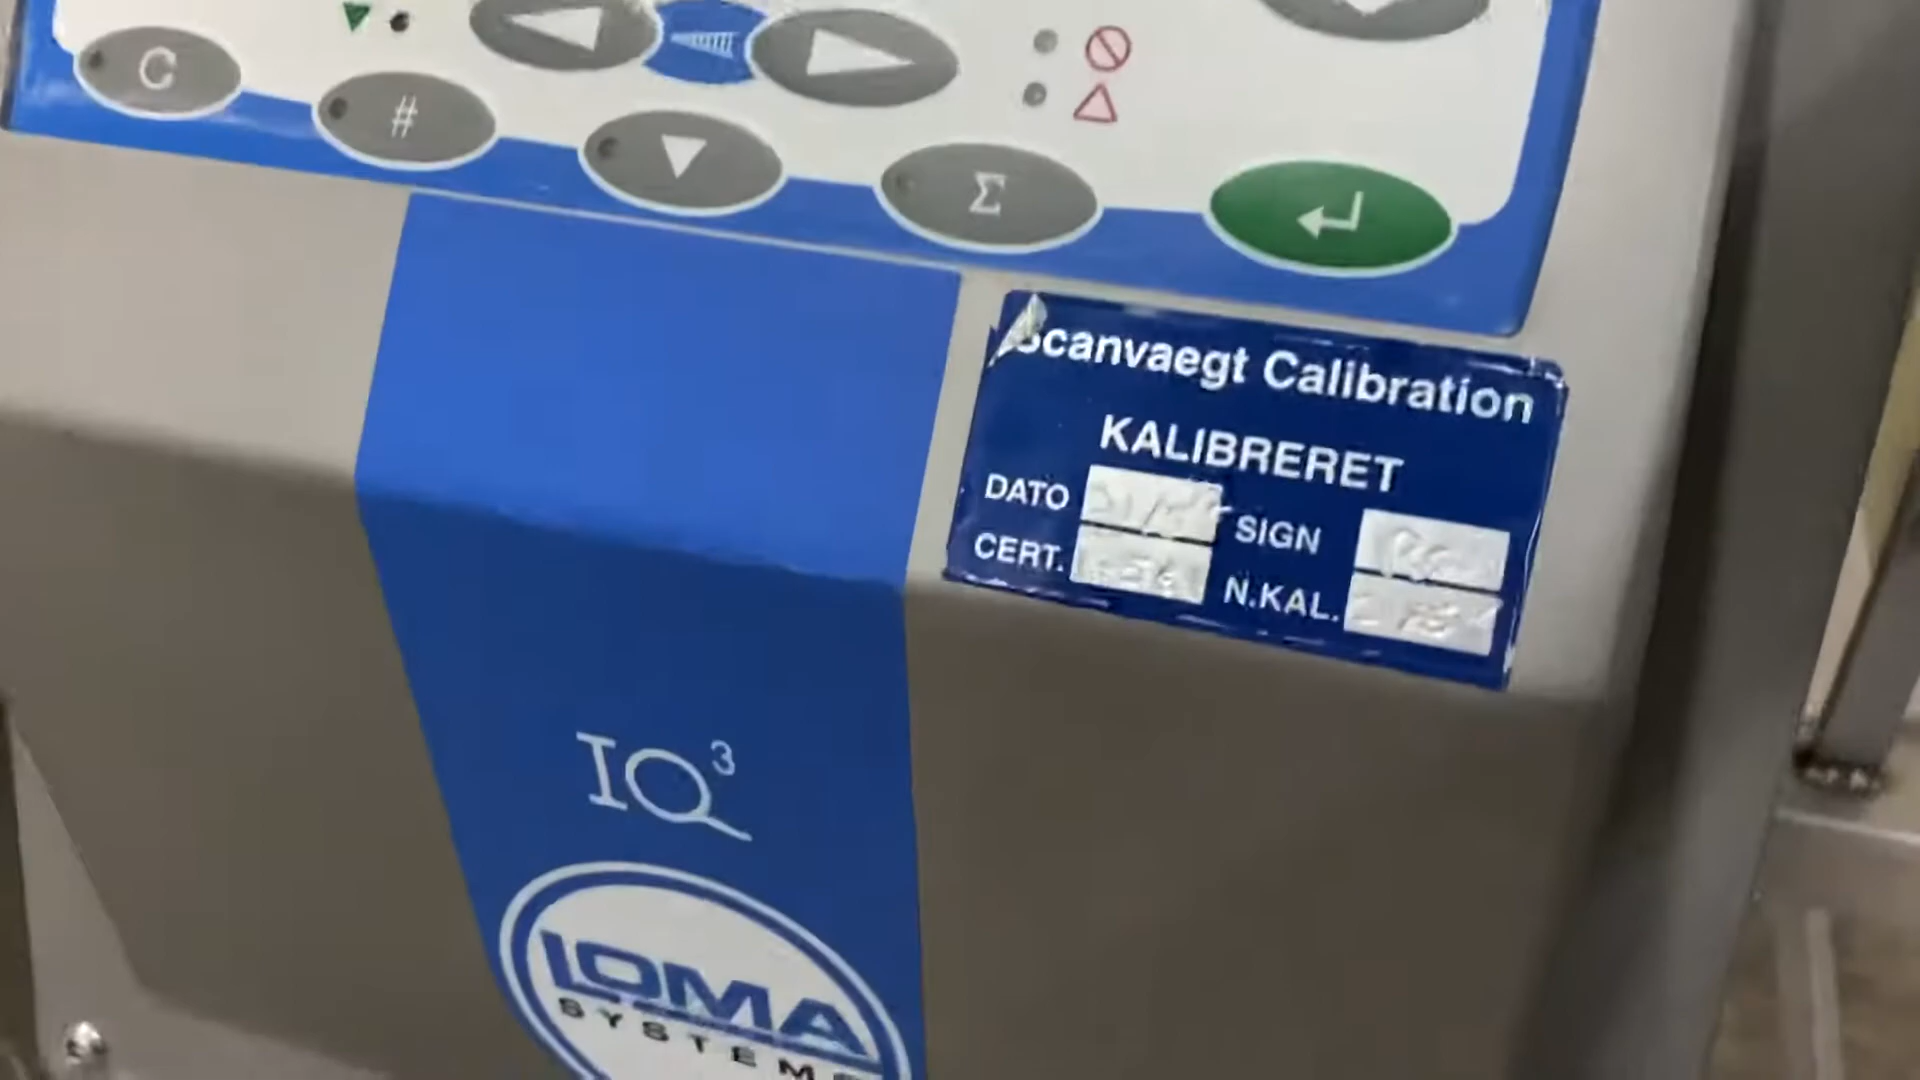 C
#
Σ
Scanvaegt Calibration
KALIBRERET
DATO
SIGN
CERT.
N.KAL.
IQ³
LOMA
SYSTEMS